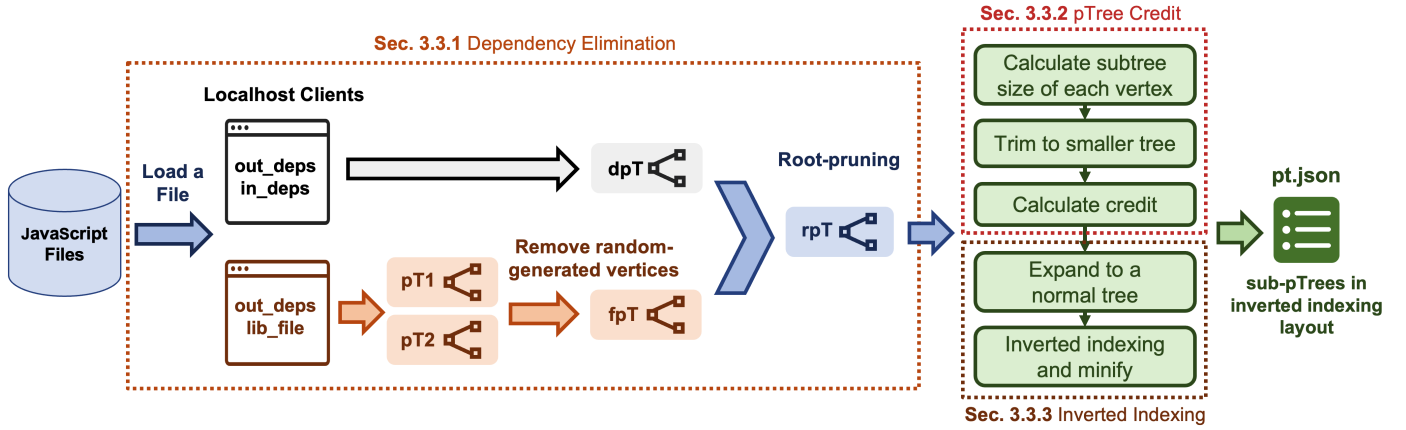 Sec. 3.3.1 Dependency Elimination
Localhost Clients
JavaScript
Files
Load a
File
out_deps
in_deps
dpT
out_deps
lib_file
pT1
pT2
Remove random-
generated vertices
fpT
Root-pruning
rpT
Sec. 3.3.2 pTree Credit
Calculate subtree
size of each vertex
Trim to smaller tree
Calculate credit
Expand to a
normal tree
Inverted indexing
and minify
Sec. 3.3.3 Inverted Indexing
pt.json
sub-pTrees in
inverted indexing
layout